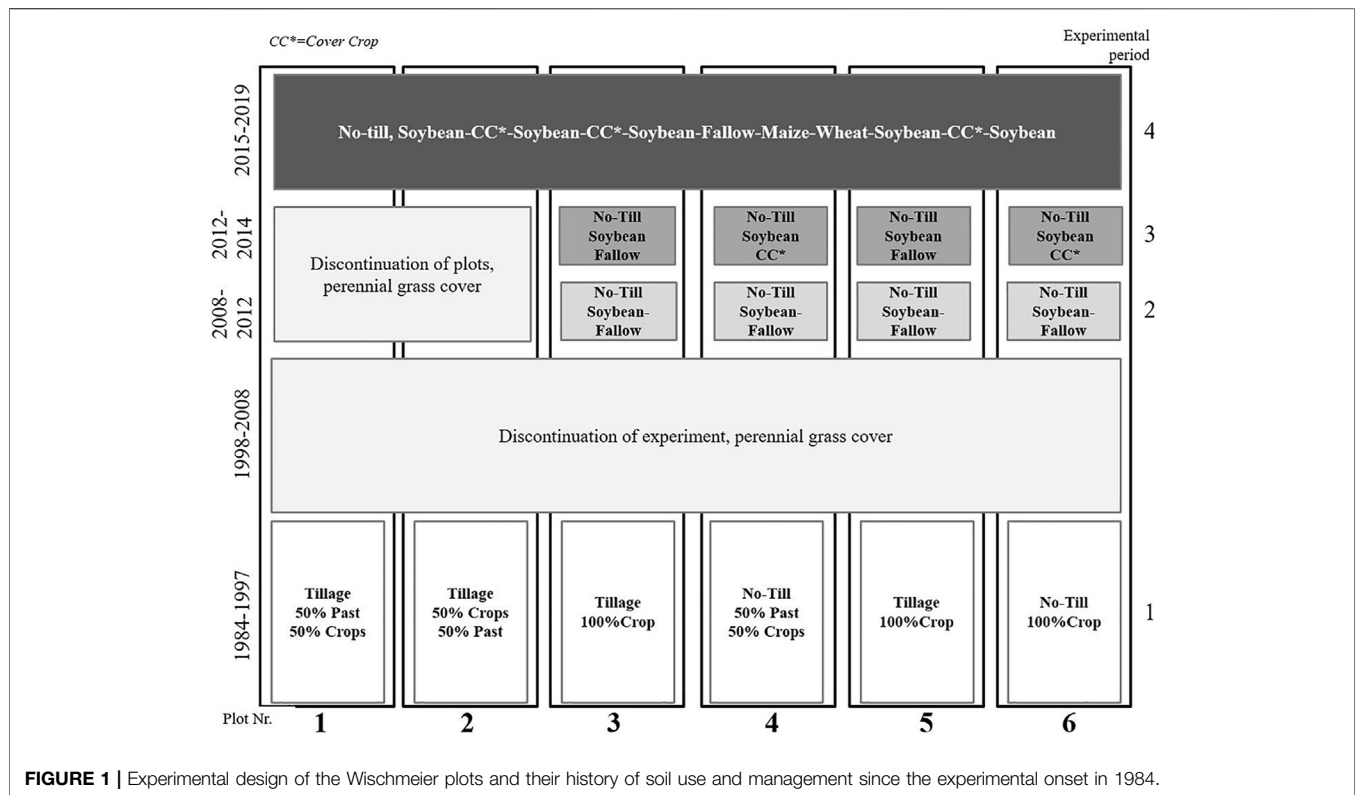 CC*=Cover Crop
Experimental
period
2015-2019
No-till, Soybean-CC*-Soybean-CC*-Soybean-Fallow-Maize-Wheat-Soybean-CC*-Soybean
4
2012-
2014
Discontinuation of plots,
perennial grass cover
No-Till
Soybean
Fallow
No-Till
Soybean
CC*
No-Till
Soybean
Fallow
No-Till
Soybean
CC*
3
2008-
2012
No-Till
Soybean-
Fallow
No-Till
Soybean-
Fallow
No-Till
Soybean-
Fallow
No-Till
Soybean-
Fallow
2
1998-2008
Discontinuation of experiment, perennial grass cover
1984-1997
Tillage
50% Past
50% Crops
Tillage
50% Crops
50% Past
Tillage
100%Crop
No-Till
50% Past
50% Crops
Tillage
100%Crop
No-Till
100%Crop
1
Plot Nr.
1
2
3
4
5
6
FIGURE 1 | Experimental design of the Wischmeier plots and their history of soil use and management since the experimental onset in 1984.